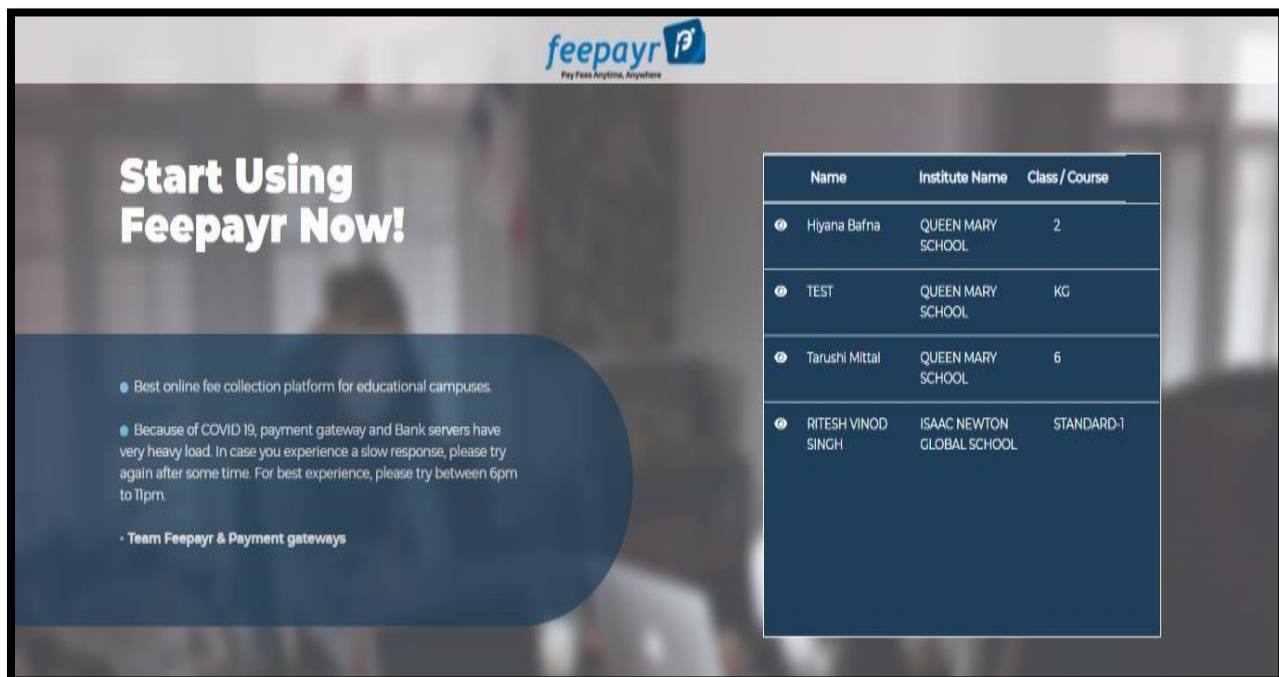 feepayr
Pay Fees Anytime, Anywhere
Start Using
Feepayr Now!
Best online fee collection platform for educational campuses.
Because of COVID 19, payment gateway and Bank servers have
very heavy load. In case you experience a slow response, please try
again after some time. For best experience, please try between 6pm
to 11pm.
- Team Feepayr & Payment gateways
Name Institute Name Class / Course
Hiyana Bafna QUEEN MARY 2
SCHOOL
TEST QUEEN MARY KG
SCHOOL
Tarushi Mittal QUEEN MARY 6
SCHOOL
RITESH VINOD ISAAC NEWTON STANDARD-1
SINGH GLOBAL SCHOOL